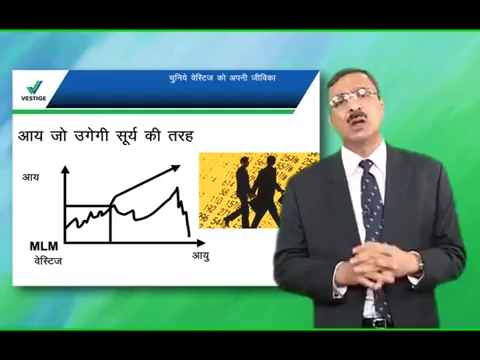 चुनिये वेस्टिज को अपनी जीविका
VESTIGE
आय जो उगेगी सूर्य की तरह
आय
MLM
वेस्टिज
आयु